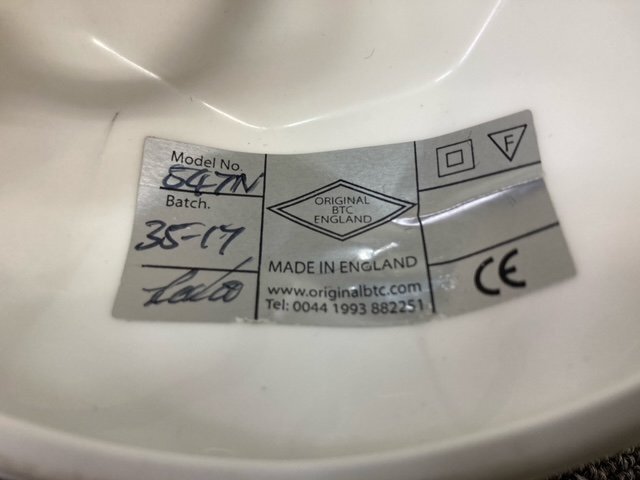 Model No.
547N
Batch.
35-17
ORIGINAL
BTC
ENGLAND
MADE IN ENGLAND
www.originalbtc.com
Tel: 0044 1993 882251
F
CE